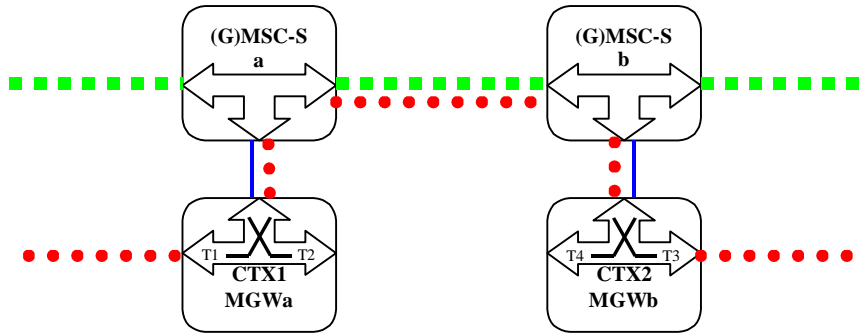 (G)MSC-S
a
(G)MSC-S
b
T1
T2
CTX1
MGWa
T4
T3
CTX2
MGWb